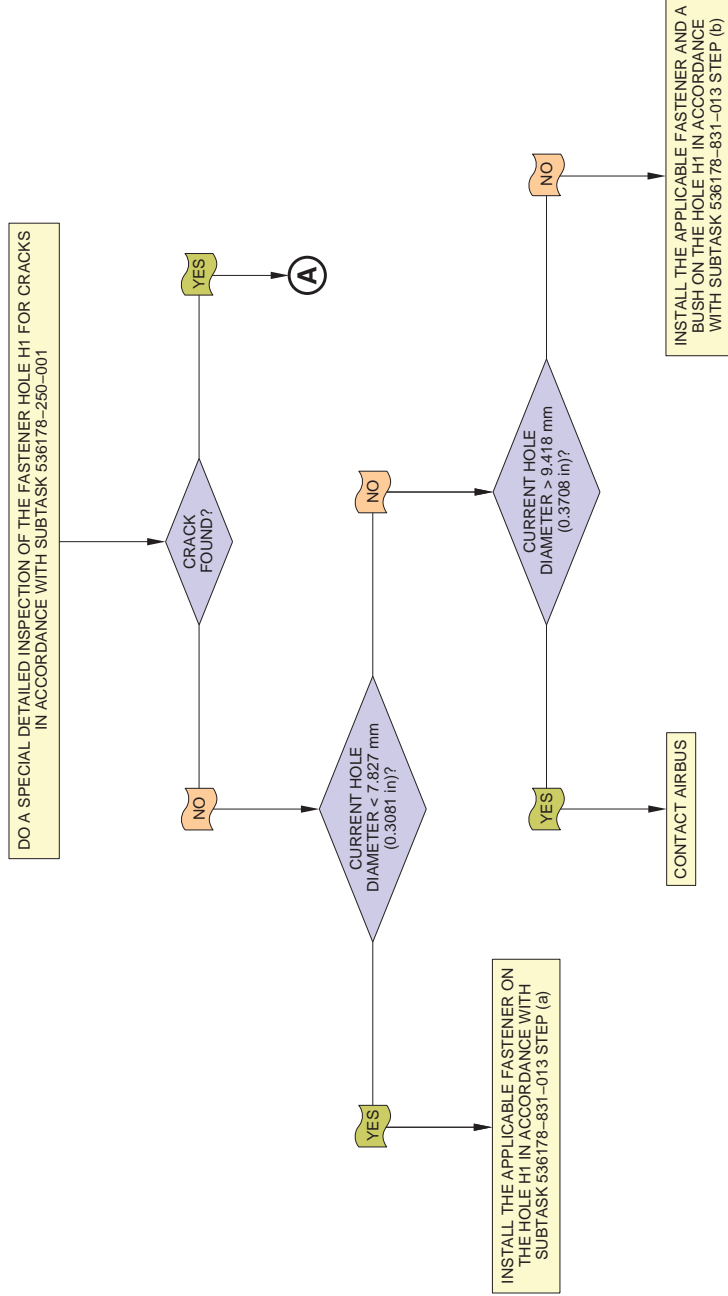 DO A SPECIAL DETAILED INSPECTION OF THE FASTENER HOLE H1 FOR CRACKS
IN ACCORDANCE WITH SUBTASK 536178−250−001
CRACK
FOUND?
NO
YES
A
CURRENT HOLE
DIAMETER < 7.827 mm
(0.3081 in)?
YES
NO
INSTALL THE APPLICABLE FASTENER ON
THE HOLE H1 IN ACCORDANCE WITH
SUBTASK 536178−831−013 STEP (a)
CURRENT HOLE
DIAMETER > 9.418 mm
(0.3708 in)?
YES
NO
CONTACT AIRBUS
INSTALL THE APPLICABLE FASTENER AND A
BUSH ON THE HOLE H1 IN ACCORDANCE
WITH SUBTASK 536178−831−013 STEP (b)